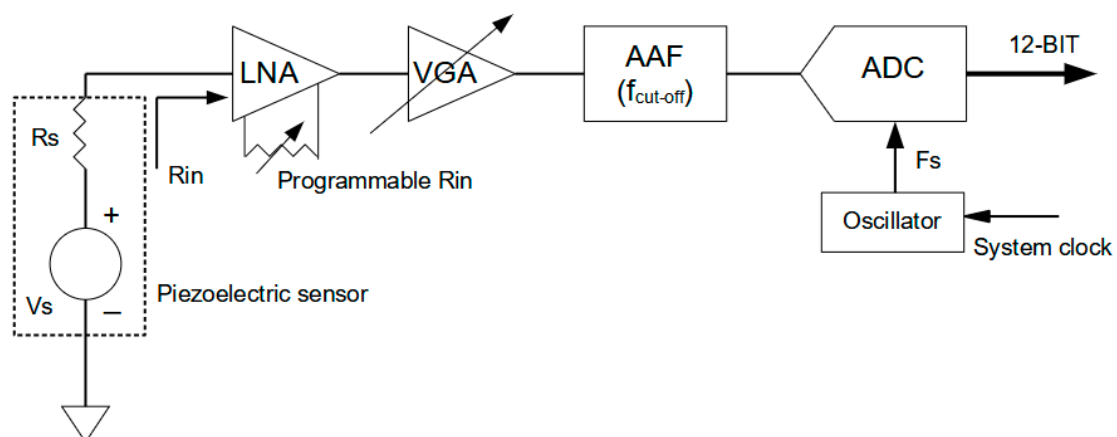 12-BIT
LNA
VGA
AAF
(fcut-off)
ADC
Rs
Rin
Programmable Rin
Fs
Oscillator
System clock
+
Vs
−
Piezoelectric sensor